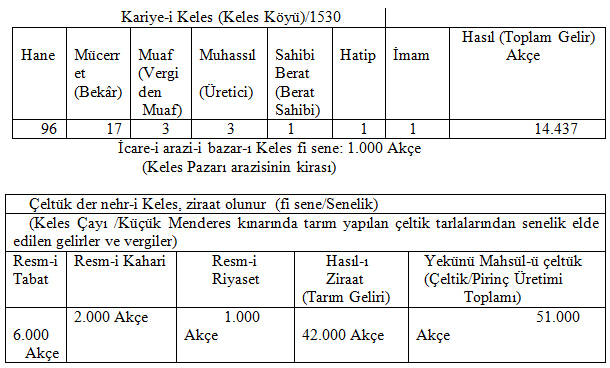 Kariye-i Keles (Keles Köyü)/1530
Hane
Mücerr
et
(Bekâr)
Muaf
(Vergi
den
Muaf)
Muhassıl
(Üretici)
Sahibi
Berat
(Berat
Sahibi)
Hatip
İmam
Hasıl (Toplam Gelir)
Akçe
96 17 3 3 1 1 1 14.437
İcare-i arazi-i bazar-ı Keles fi sene: 1.000 Akçe
(Keles Pazarı arazisinin kirası)
Çeltük der nehr-i Keles, ziraat olunur (fi sene/Senelik)
(Keles Çayı /Küçük Menderes kınarında tarım yapılan çeltik tarlalarından senelik elde
edilen gelirler ve vergiler)
Resm-i
Tabat
Resm-i Kahari
Resm-i
Riyaset
Hasıl-ı
Ziraat
(Tarım Geliri)
Yekünü Mahsül-ü çeltük
(Çeltik/Pirinç Üretimi
Toplamı)
6.000
Akçe
2.000 Akçe
1.000
Akçe
42.000 Akçe
51.000
Akçe